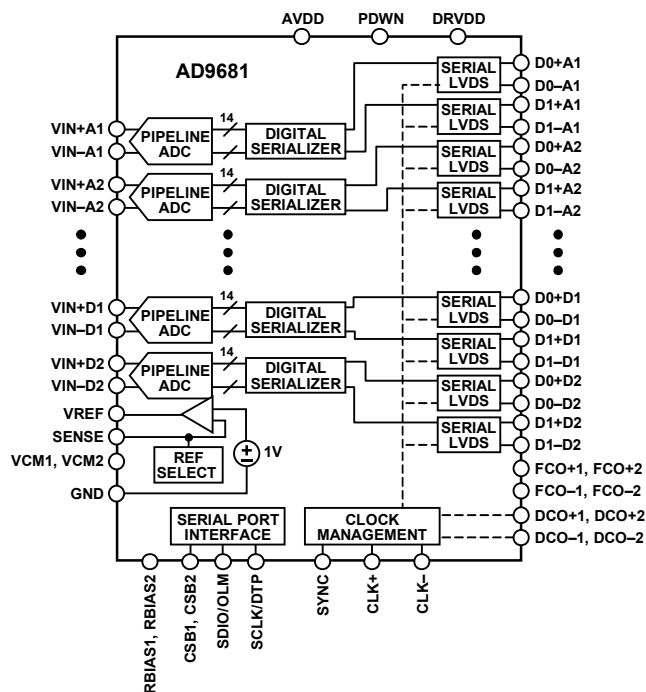 AVDD PDWN DRVDD
AD9681
VIN+A1
VIN–A1
PIPELINE
ADC
14
DIGITAL
SERIALIZER
SERIAL
LVDS
D0+A1
D0–A1
SERIAL
LVDS
D1+A1
D1–A1
VIN+A2
VIN–A2
PIPELINE
ADC
14
DIGITAL
SERIALIZER
SERIAL
LVDS
D0+A2
D0–A2
SERIAL
LVDS
D1+A2
D1–A2
VIN+D1
VIN–D1
PIPELINE
ADC
14
DIGITAL
SERIALIZER
SERIAL
LVDS
D0+D1
D0–D1
SERIAL
LVDS
D1+D1
D1–D1
VIN+D2
VIN–D2
PIPELINE
ADC
14
DIGITAL
SERIALIZER
SERIAL
LVDS
D0+D2
D0–D2
SERIAL
LVDS
D1+D2
D1–D2
VREF
SENSE
VCM1, VCM2
GND
REF
SELECT
1V
FCO+1, FCO+2
FCO–1, FCO–2
DCO+1, DCO+2
DCO–1, DCO–2
SERIAL PORT
INTERFACE
CLOCK
MANAGEMENT
RBIAS1, RBIAS2
CSB1, CSB2
SDIO/OLM
SCLK/DTP
SYNC
CLK+
CLK–